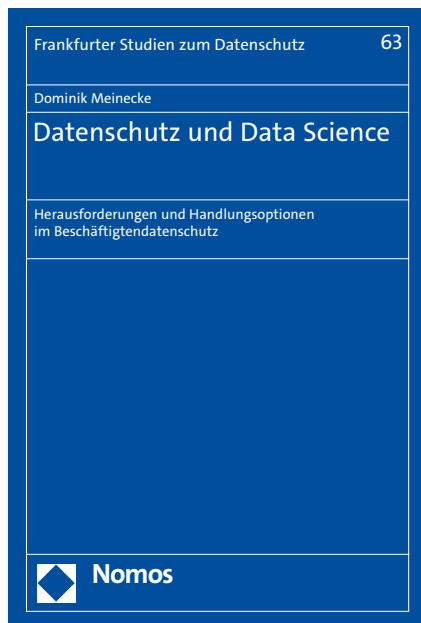 Frankfurter Studien zum Datenschutz 63
Dominik Meinecke
Datenschutz und Data Science
Herausforderungen und Handlungsoptionen
im Beschäftigtendatenschutz
Nomos